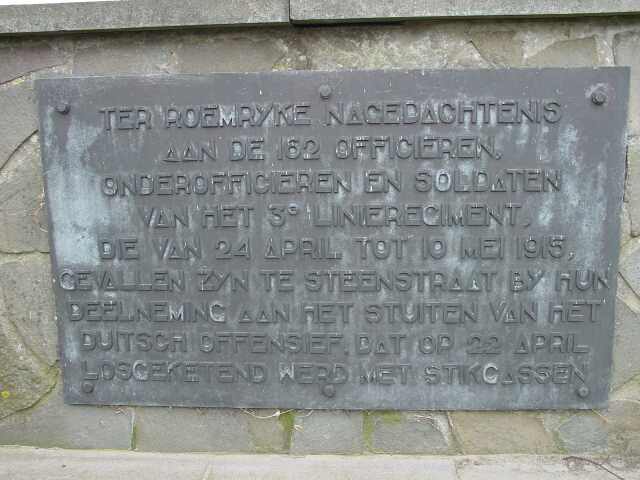 TER ROEMRYKE NAGEDACHTENIS
AAN DE 162 OFFICIEREN,
ONDEROFFICIEREN EN SOLDATEN
VAN HET 3º LINIEREGIMENT,
DIE VAN 24 APRIL TOT 10 MEI 1915,
GEVALLEN ZYN TE STEENSTRAAT BY HUN
DEELNEMING AAN HET STUITEN VAN HET
DUITSCH OFFENSIEF, DAT OP 22 APRIL
LOSGEKETEND WERD MET STIKGASSEN